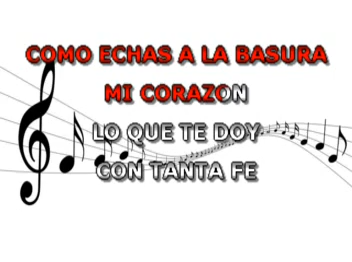 COMO ECHAS A LA BASURA
MI CORAZON
LO QUE TE DOY
CON TANTA FE